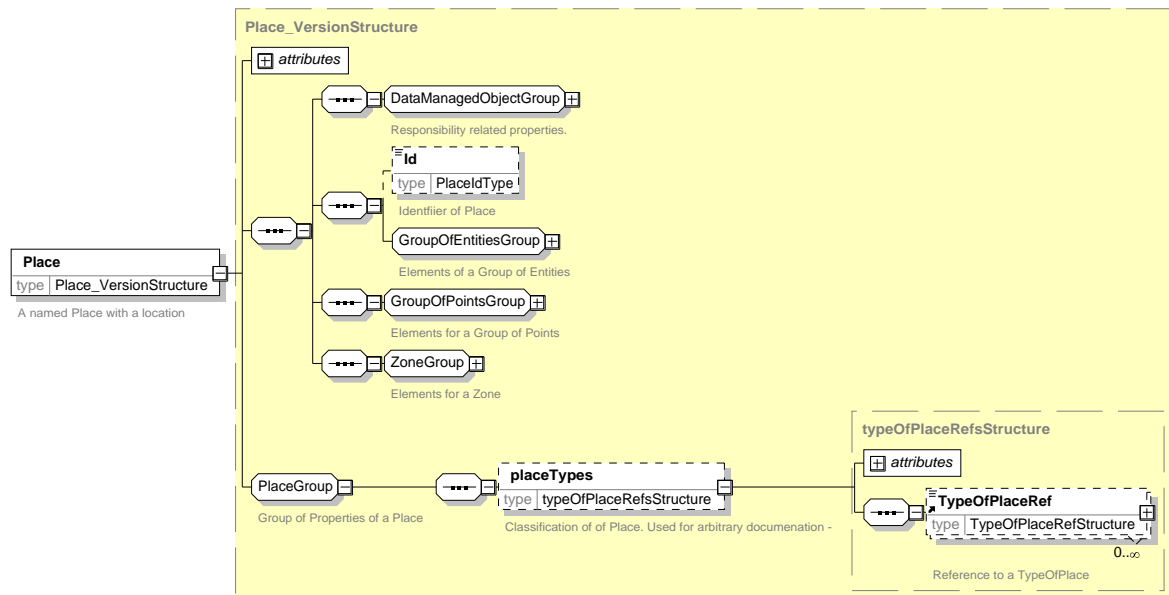 Place_VersionStructure
attributes
DataManagedObjectGroup
Responsibility related properties.
Id
type PlaceIdType
Identfiier of Place
GroupOfEntitiesGroup
Elements of a Group of Entities
Place
type Place_VersionStructure
A named Place with a location
GroupOfPointsGroup
Elements for a Group of Points
ZoneGroup
Elements for a Zone
typeOfPlaceRefsStructure
attributes
PlaceGroup
Group of Properties of a Place
placeTypes
type typeOfPlaceRefsStructure
Classification of of Place. Used for arbitrary documenation -
TypeOfPlaceRef
type TypeOfPlaceRefStructure
0..∞
Reference to a TypeOfPlace